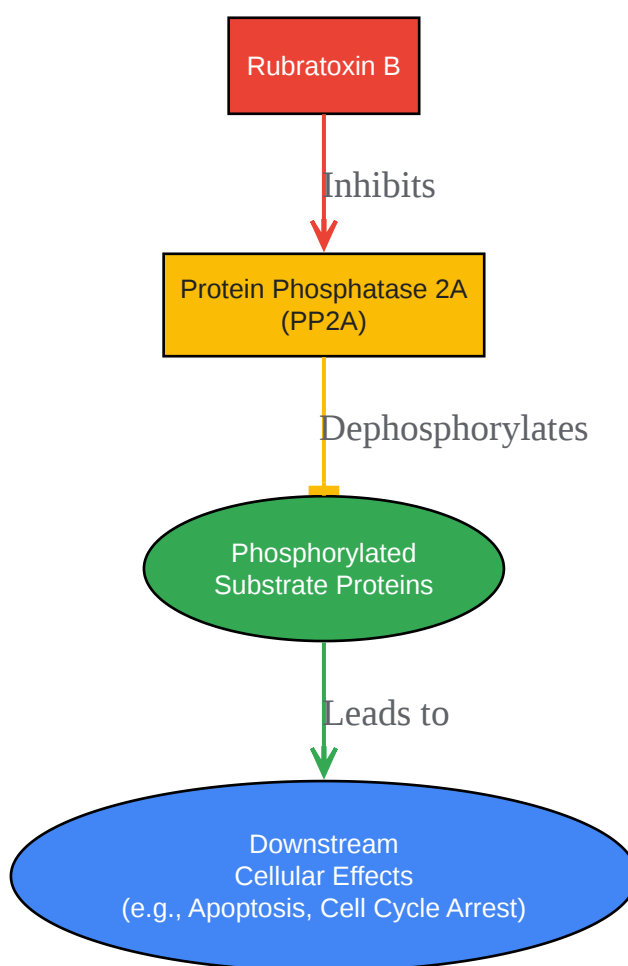 Rubratoxin B
Inhibits
Protein Phosphatase 2A
(PP2A)
Dephosphorylates
Phosphorylated
Substrate Proteins
Leads to
Downstream
Cellular Effects
(e.g., Apoptosis, Cell Cycle Arrest)